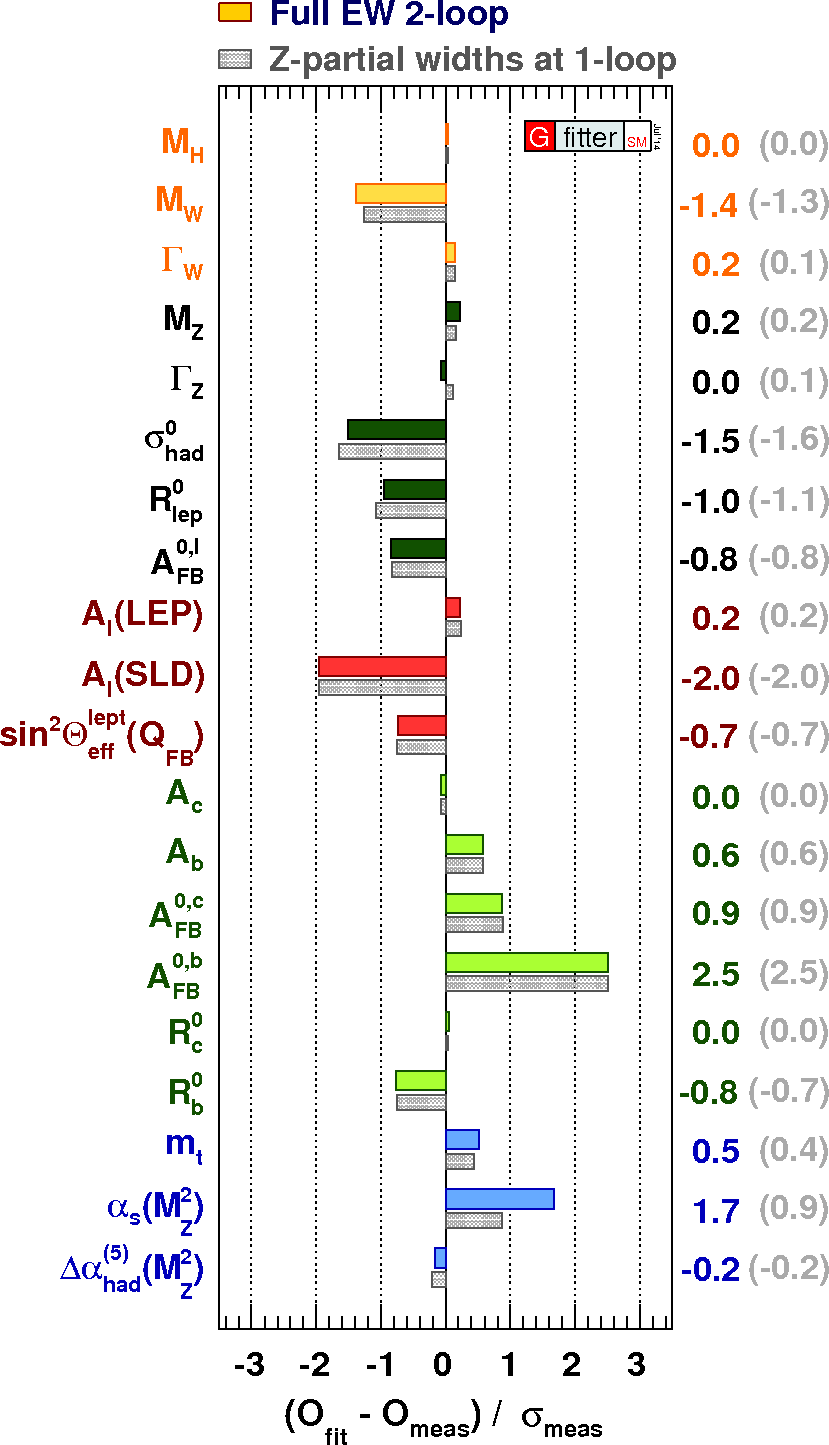 Full EW 2-loop
Z-partial widths at 1-loop
G fitter SM Jul '14
M_H 0.0 (0.0)
M_W -1.4 (-1.3)
Γ_W 0.2 (0.1)
M_Z 0.2 (0.2)
Γ_Z 0.0 (0.1)
σ^0_had -1.5 (-1.6)
R^0_lep -1.0 (-1.1)
A^0,l_FB -0.8 (-0.8)
A_l(LEP) 0.2 (0.2)
A_l(SLD) -2.0 (-2.0)
sin^2Θ^lept_eff(Q_FB) -0.7 (-0.7)
A_c 0.0 (0.0)
A_b 0.6 (0.6)
A^0,c_FB 0.9 (0.9)
A^0,b_FB 2.5 (2.5)
R^0_c 0.0 (0.0)
R^0_b -0.8 (-0.7)
m_t 0.5 (0.4)
α_s(M^2_Z) 1.7 (0.9)
Δα^(5)_had(M^2_Z) -0.2 (-0.2)
-3 -2 -1 0 1 2 3
(O_fit - O_meas) / σ_meas